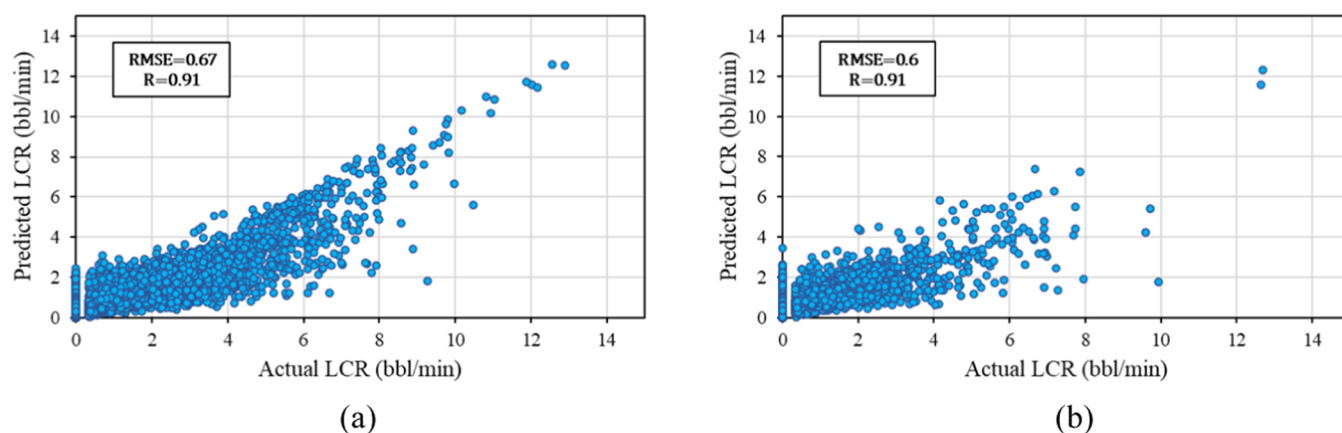 Predicted LCR (bbl/min)
14
12
10
8
6
4
2
0
RMSE=0.67
R=0.91
0 2 4 6 8 10 12 14
Actual LCR (bbl/min)
(a)
Predicted LCR (bbl/min)
14
12
10
8
6
4
2
0
RMSE=0.6
R=0.91
0 2 4 6 8 10 12 14
Actual LCR (bbl/min)
(b)